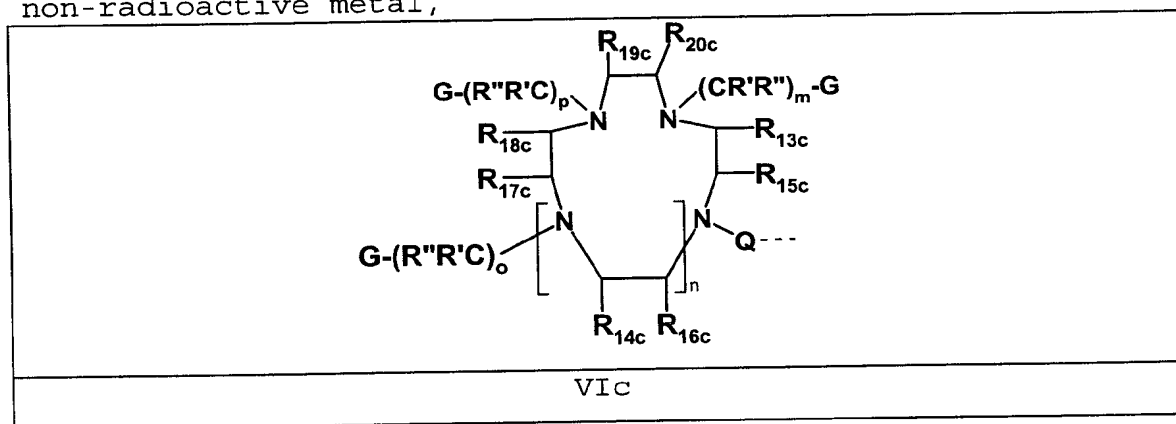 non-radioactive metal,
R19c R20c
G-(R"R'C)p (CR'R")m-G
N N
R18c R13c
R17c R15c
N N
Q---
G-(R"R'C)o
n
R14c R16c
VIc